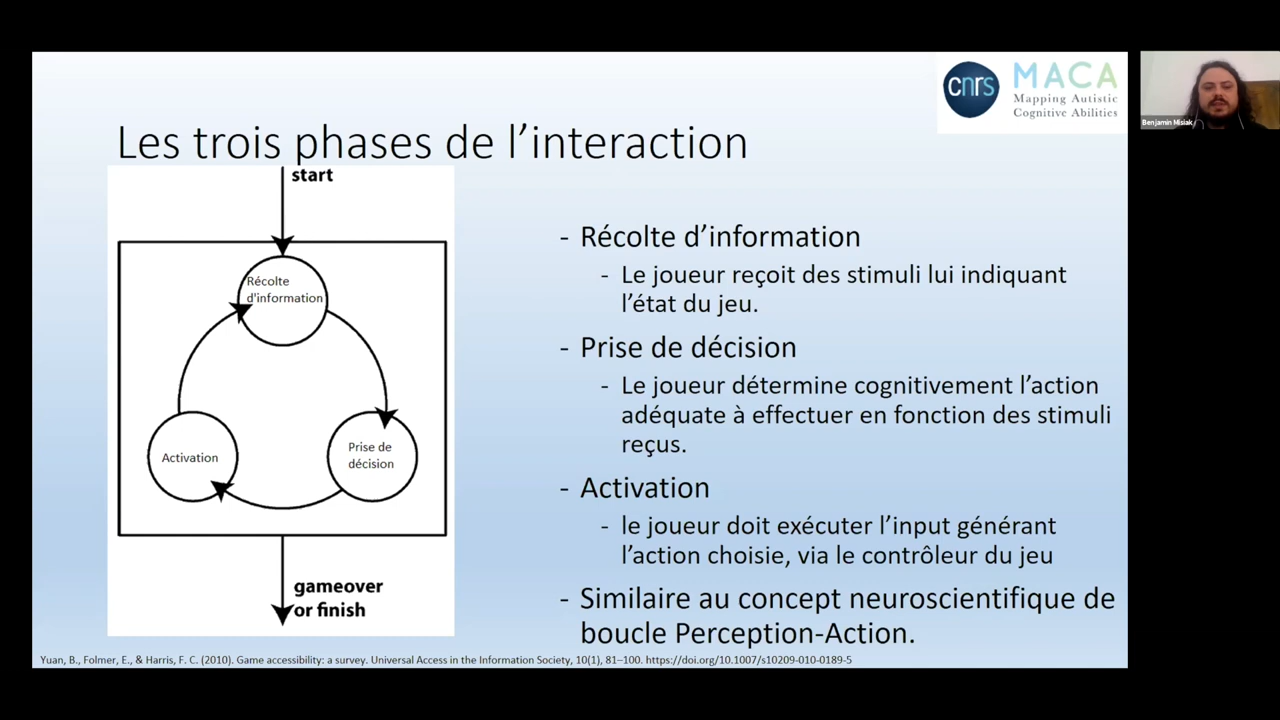 cnrs
MACA
Mapping Autistic
Cognitive Abilities
Benjamin Misiak
Les trois phases de l’interaction
start
Récolte
d'information
Activation
Prise de
décision
gameover
or finish
- Récolte d’information
- Le joueur reçoit des stimuli lui indiquant
l’état du jeu.
- Prise de décision
- Le joueur détermine cognitivement l’action
adéquate à effectuer en fonction des stimuli
reçus.
- Activation
- le joueur doit exécuter l’input générant
l’action choisie, via le contrôleur du jeu
- Similaire au concept neuroscientifique de
boucle Perception-Action.
Yuan, B., Folmer, E., & Harris, F. C. (2010). Game accessibility: a survey. Universal Access in the Information Society, 10(1), 81–100. https://doi.org/10.1007/s10209-010-0189-5